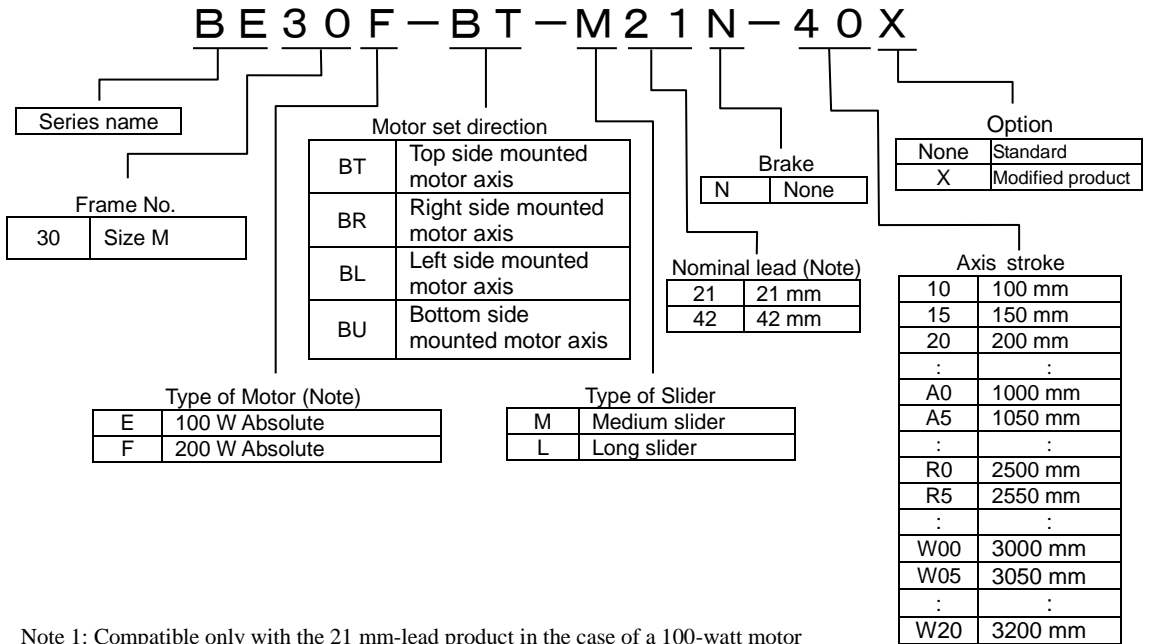 BE30F-BT-M21N-40X
Series name
Frame No.
30 Size M
Motor set direction
BT Top side mounted motor axis
BR Right side mounted motor axis
BL Left side mounted motor axis
BU Bottom side mounted motor axis
Type of Motor (Note)
E 100 W Absolute
F 200 W Absolute
Type of Slider
M Medium slider
L Long slider
Nominal lead (Note)
21 21 mm
42 42 mm
Brake
N None
Option
None Standard
X Modified product
Axis stroke
10 100 mm
15 150 mm
20 200 mm
: :
A0 1000 mm
A5 1050 mm
: :
R0 2500 mm
R5 2550 mm
: :
W00 3000 mm
W05 3050 mm
: :
W20 3200 mm
Note 1: Compatible only with the 21 mm-lead product in the case of a 100-watt motor